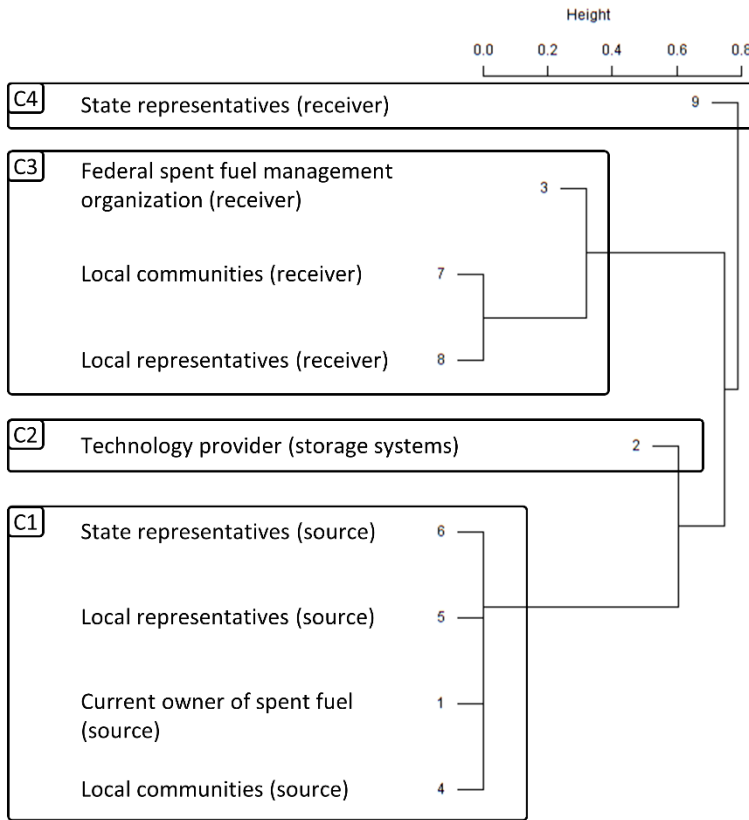 Height
0.0 0.2 0.4 0.6 0.8
C4
State representatives (receiver) 9
C3
Federal spent fuel management
organization (receiver) 3
Local communities (receiver) 7
Local representatives (receiver) 8
C2
Technology provider (storage systems) 2
C1
State representatives (source) 6
Local representatives (source) 5
Current owner of spent fuel 1
(source)
Local communities (source) 4